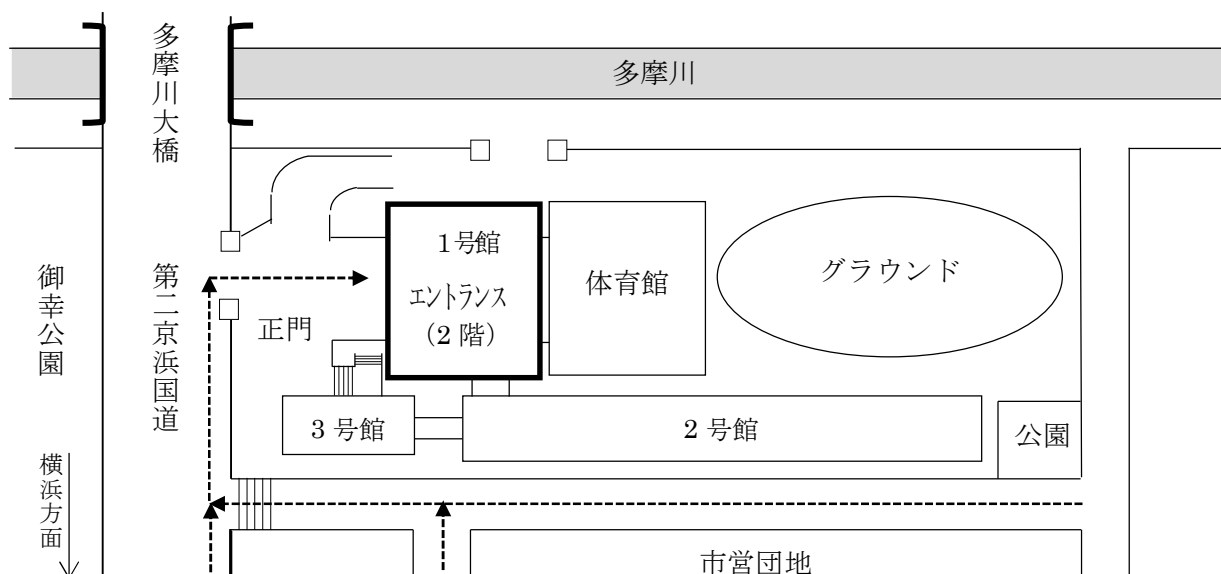 多摩川大橋
多摩川
1号館
エントランス
(2 階)
体育館
グラウンド
御幸公園
第二京浜国道
正門
3 号館
2 号館
公園
横浜方面
市営団地